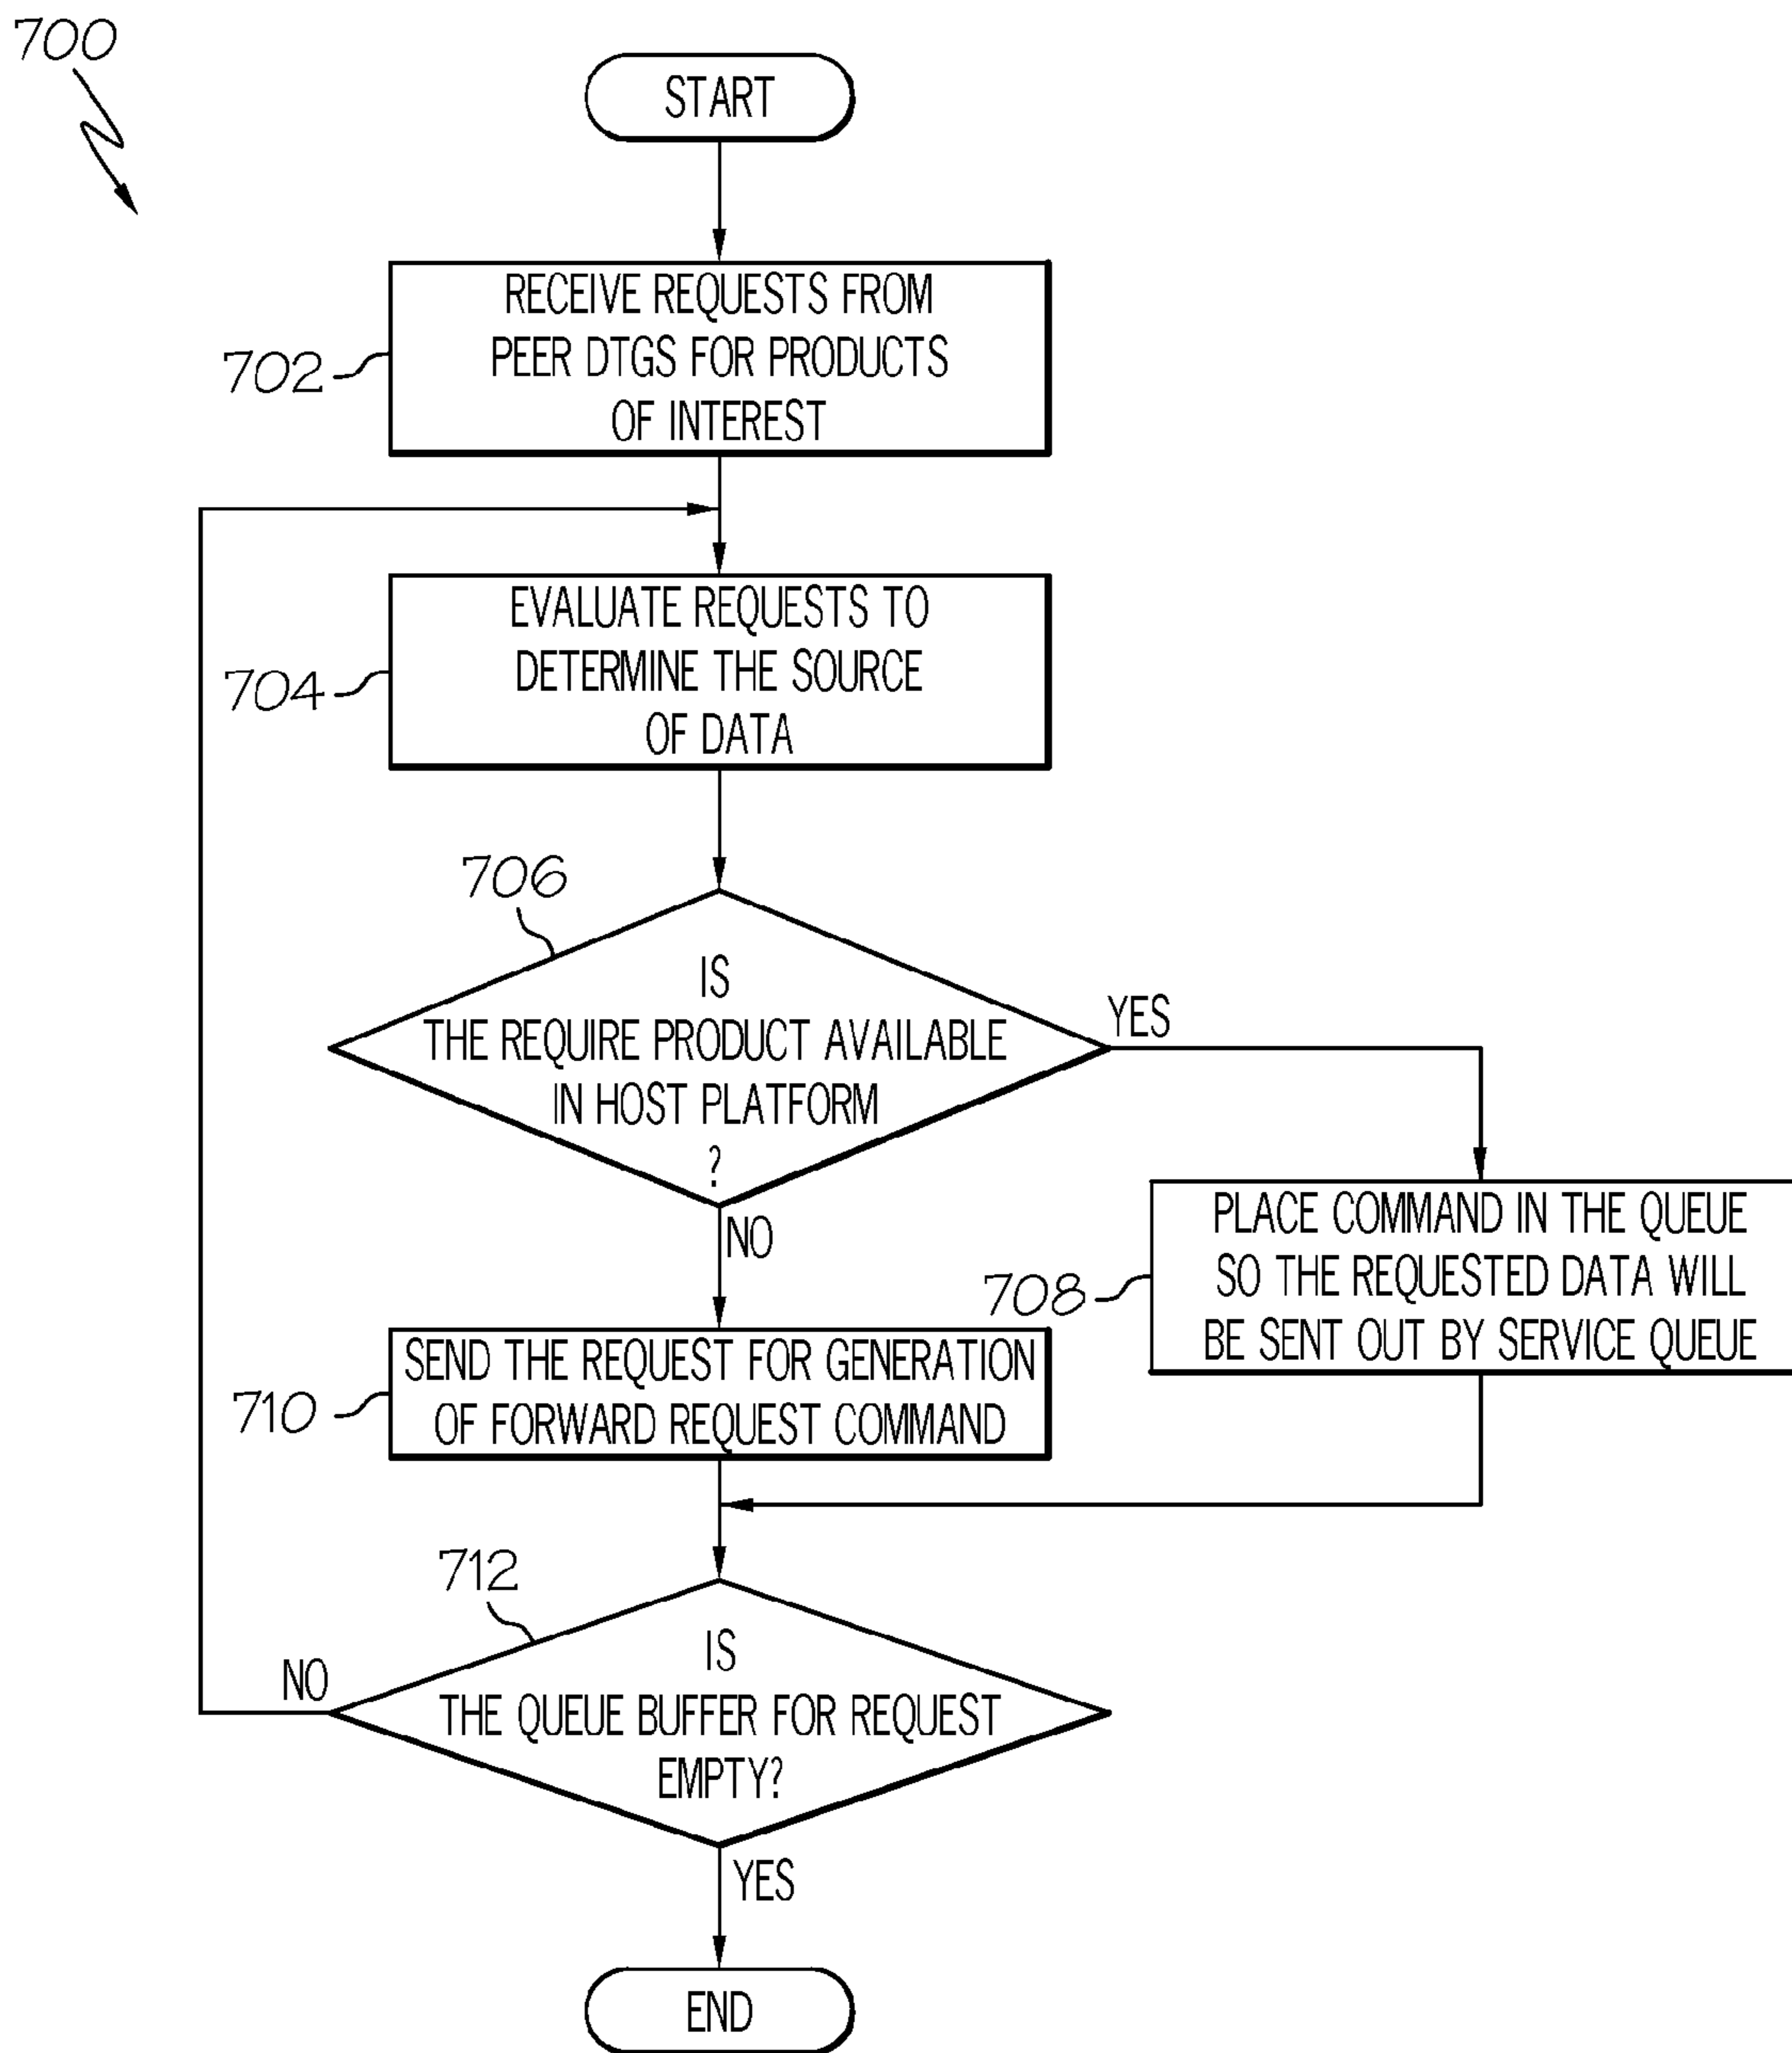 700
START
RECEIVE REQUESTS FROM
PEER DTGS FOR PRODUCTS
OF INTEREST
702
EVALUATE REQUESTS TO
DETERMINE THE SOURCE
OF DATA
704
706
IS
THE REQUIRE PRODUCT AVAILABLE
IN HOST PLATFORM
?
YES
NO
PLACE COMMAND IN THE QUEUE
SO THE REQUESTED DATA WILL
BE SENT OUT BY SERVICE QUEUE
708
SEND THE REQUEST FOR GENERATION
OF FORWARD REQUEST COMMAND
710
712
IS
THE QUEUE BUFFER FOR REQUEST
EMPTY?
NO
YES
END